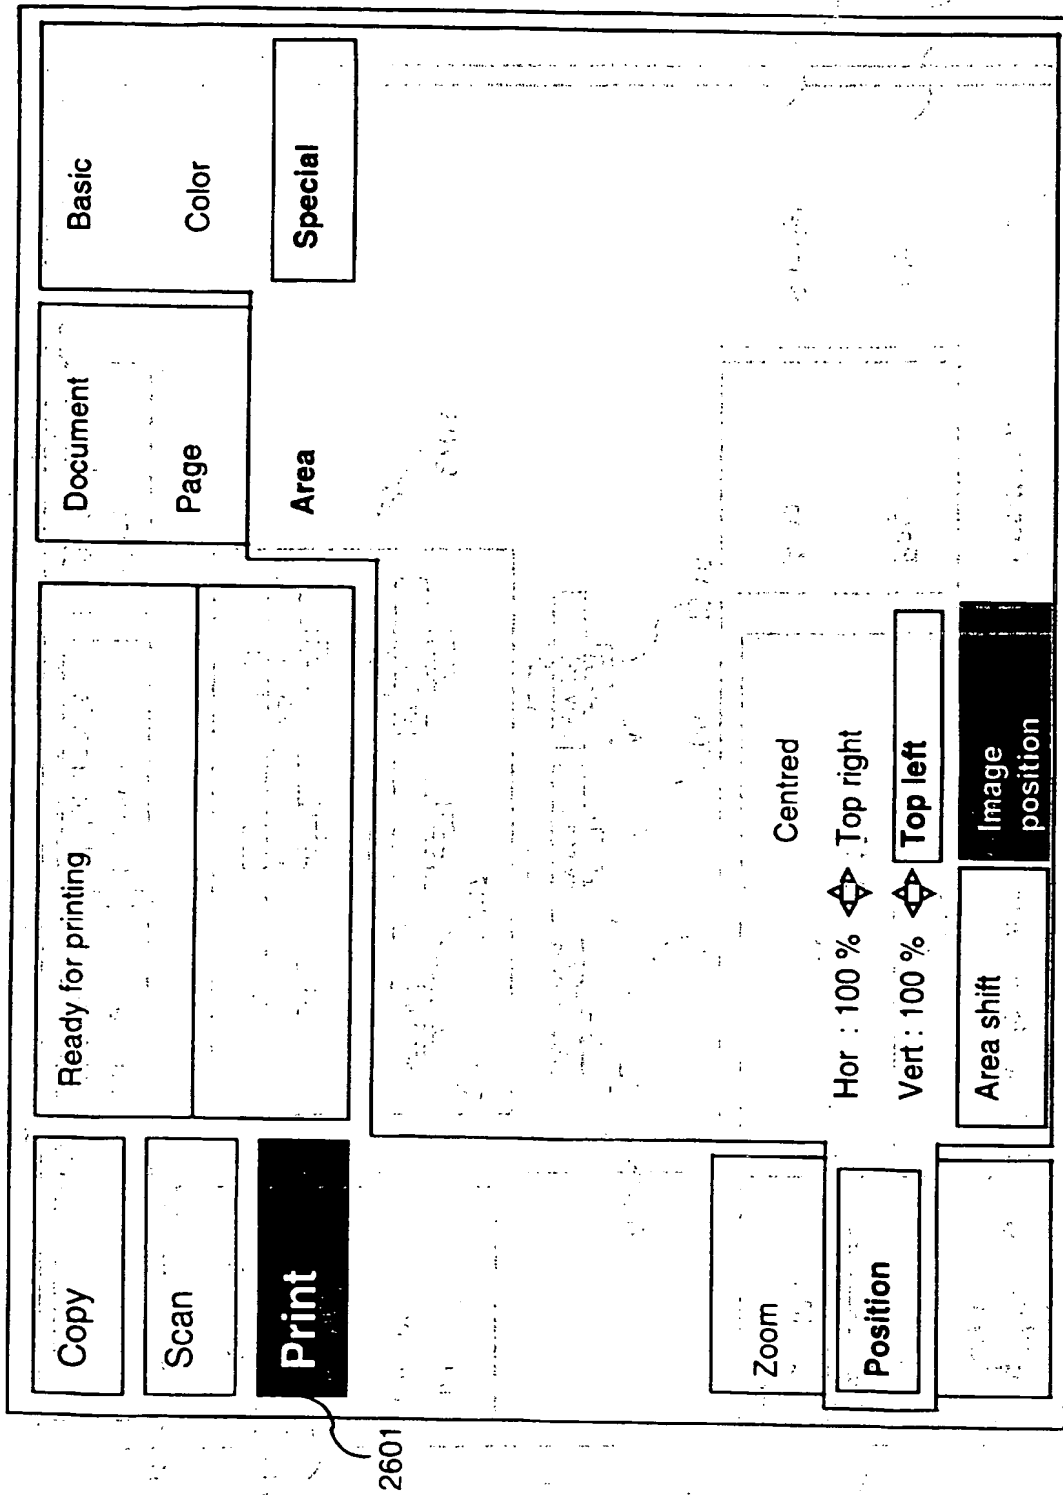 Copy
Scan
Print
Ready for printing
Document
Page
Area
Basic
Color
Special
Zoom
Position
Centred
Hor : 100 % Top right
Vert : 100 % Top left
Area shift
Image
position
2601